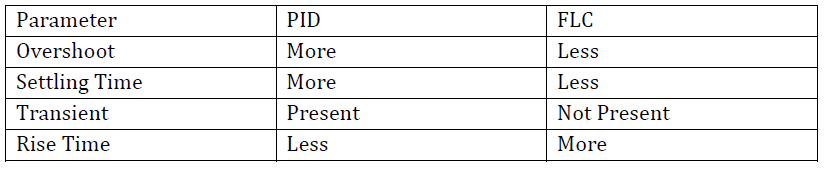 Parameter PID FLC
Overshoot More Less
Settling Time More Less
Transient Present Not Present
Rise Time Less More